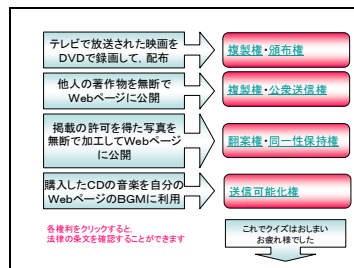 テレビで放送された映画を
DVDで録画して，配布
複製権・頒布権
他人の著作物を無断で
Webページに公開
複製権・公衆送信権
掲載の許可を得た写真を
無断で加工してWebページ
に公開
翻案権・同一性保持権
購入したCDの音楽を自分の
WebページのBGMに利用
送信可能化権
各権利をクリックすると，
法律の条文を確認することができます
これでクイズはおしまい
お疲れ様でした